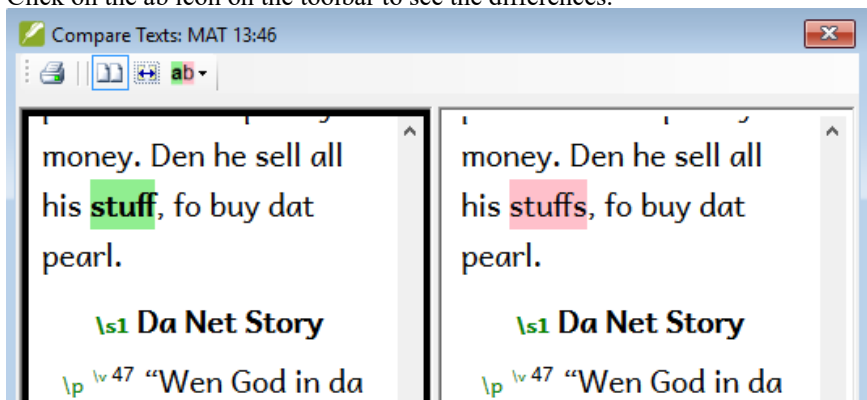 Click on the ab icon on the toolbar to see the differences.
Compare Texts: MAT 13:46
ab
money. Den he sell all
his stuff, fo buy dat
pearl.
\s1 Da Net Story
\p \v 47 “Wen God in da
money. Den he sell all
his stuffs, fo buy dat
pearl.
\s1 Da Net Story
\p \v 47 “Wen God in da